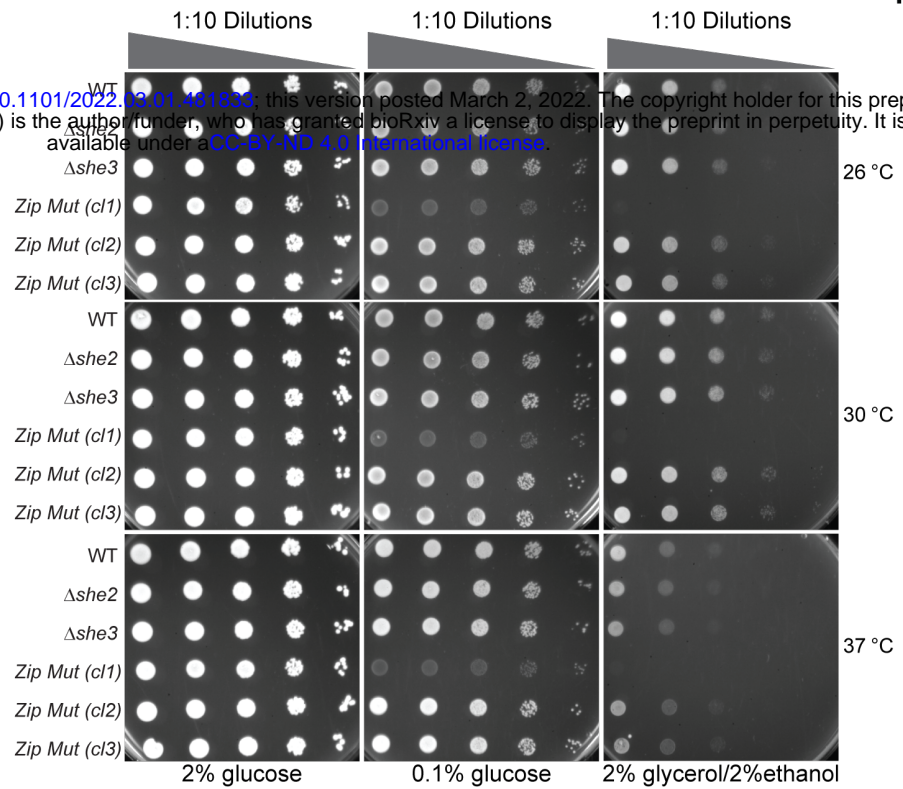 1:10 Dilutions 1:10 Dilutions 1:10 Dilutions
WT
0.1101/2022.03.01.481833; this version posted March 2, 2022. The copyright holder for this prep
) is the author/funder, who has granted bioRxiv a license to display the preprint in perpetuity. It is
Δshe2
available under aCC-BY-ND 4.0 International license.
Δshe3
26 °C
Zip Mut (cl1)
Zip Mut (cl2)
Zip Mut (cl3)
WT
Δshe2
Δshe3
30 °C
Zip Mut (cl1)
Zip Mut (cl2)
Zip Mut (cl3)
WT
Δshe2
Δshe3
37 °C
Zip Mut (cl1)
Zip Mut (cl2)
Zip Mut (cl3)
2% glucose 0.1% glucose 2% glycerol/2%ethanol